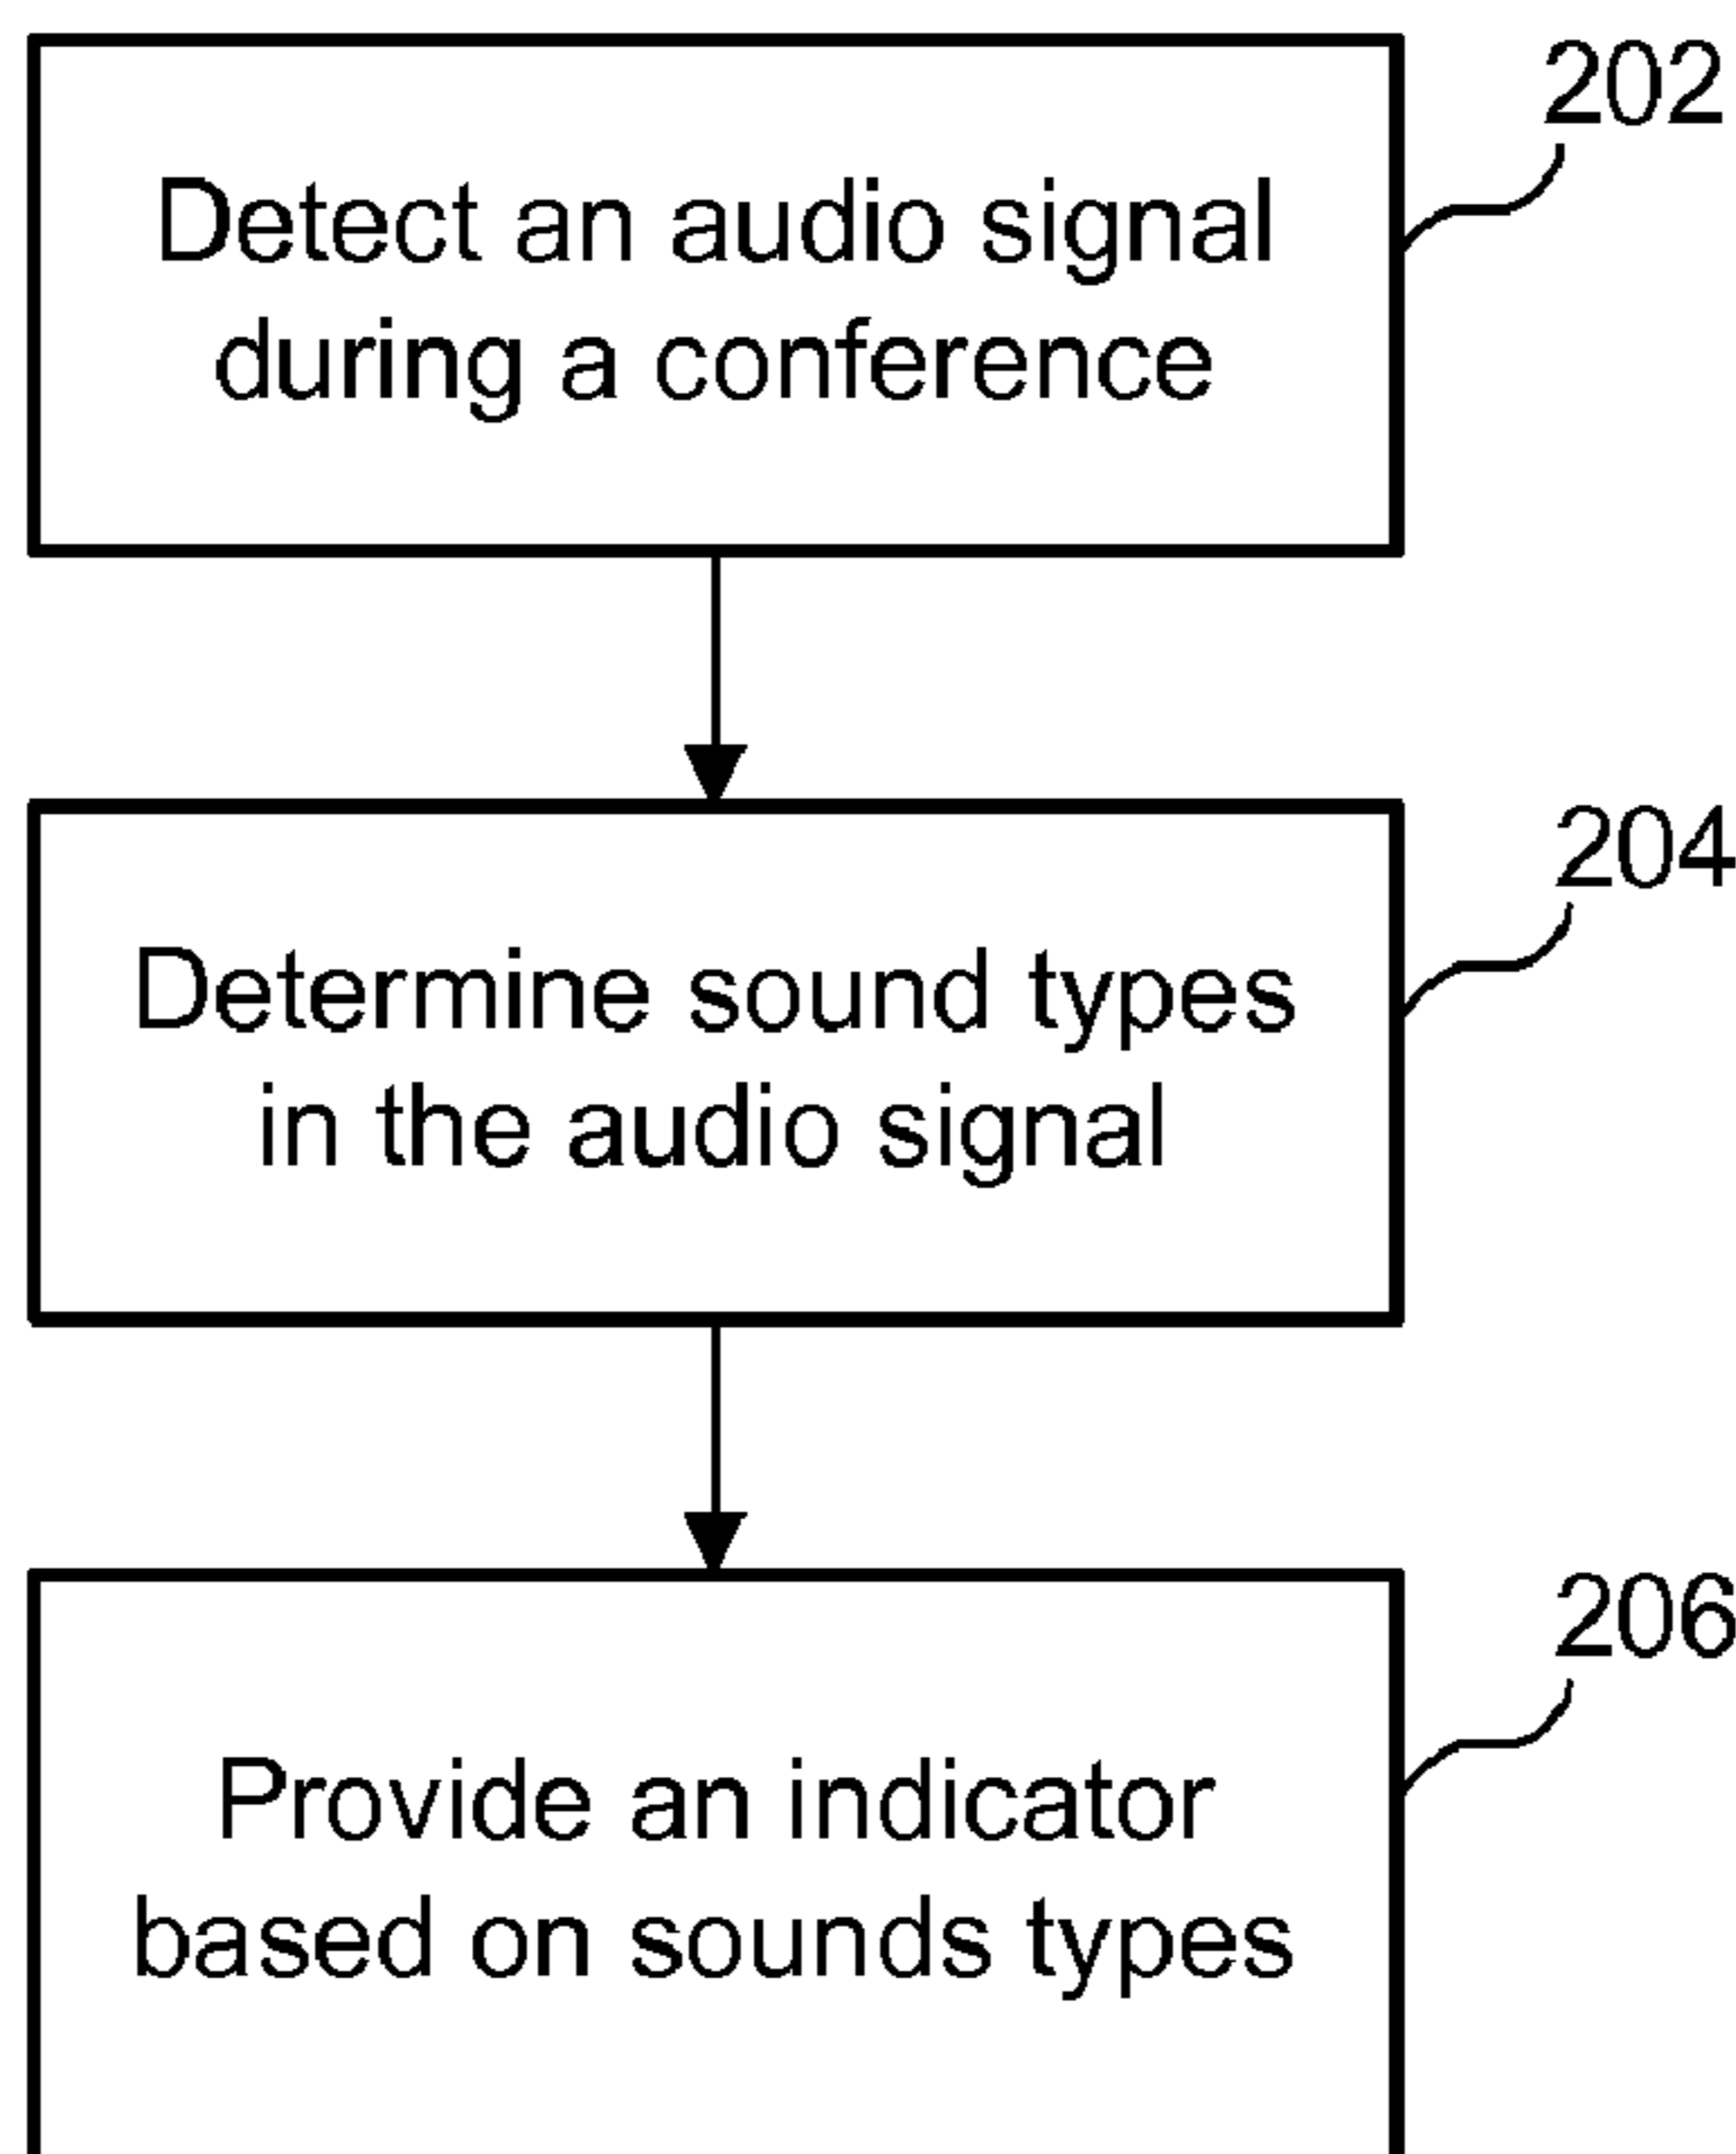 202
Detect an audio signal
during a conference
204
Determine sound types
in the audio signal
206
Provide an indicator
based on sounds types